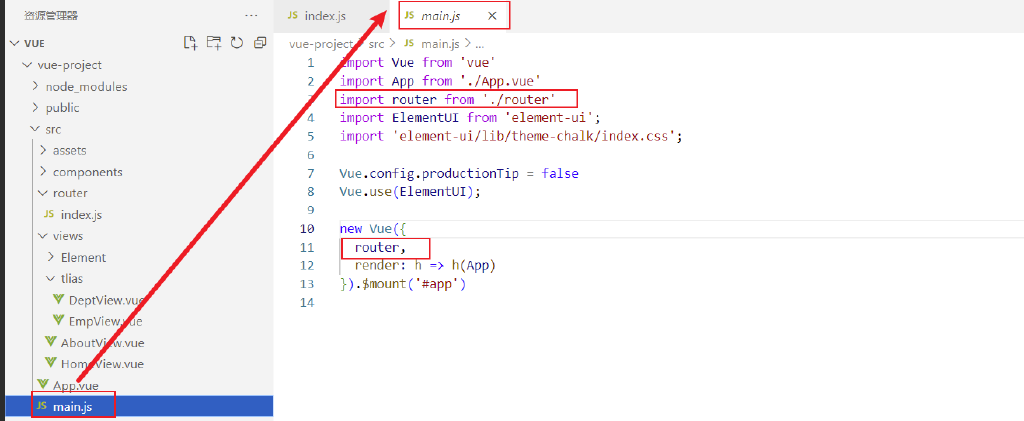 资源管理器 ...
VUE
vue-project
node_modules
public
src
assets
components
router
JS index.js
views
Element
tlias
DeptView.vue
EmpView.vue
AboutView.vue
HomeView.vue
App.vue
JS main.js
JS index.js
JS main.js ×
vue-project > src > JS main.js > ...
1 import Vue from 'vue'
2 import App from './App.vue'
3 import router from './router'
4 import ElementUI from 'element-ui';
5 import 'element-ui/lib/theme-chalk/index.css';
6
7 Vue.config.productionTip = false
8 Vue.use(ElementUI);
9
10 new Vue({
11 router,
12 render: h => h(App)
13 }).$mount('#app')
14